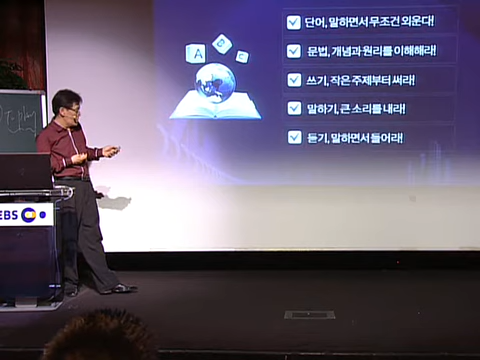 단어, 말하면서 무조건 외운다!
문법, 개념과 원리를 이해해라!
쓰기, 작은 주제부터 써라!
말하기, 큰 소리를 내라!
듣기, 말하면서 들어라!
A
B
C
replay
EBS